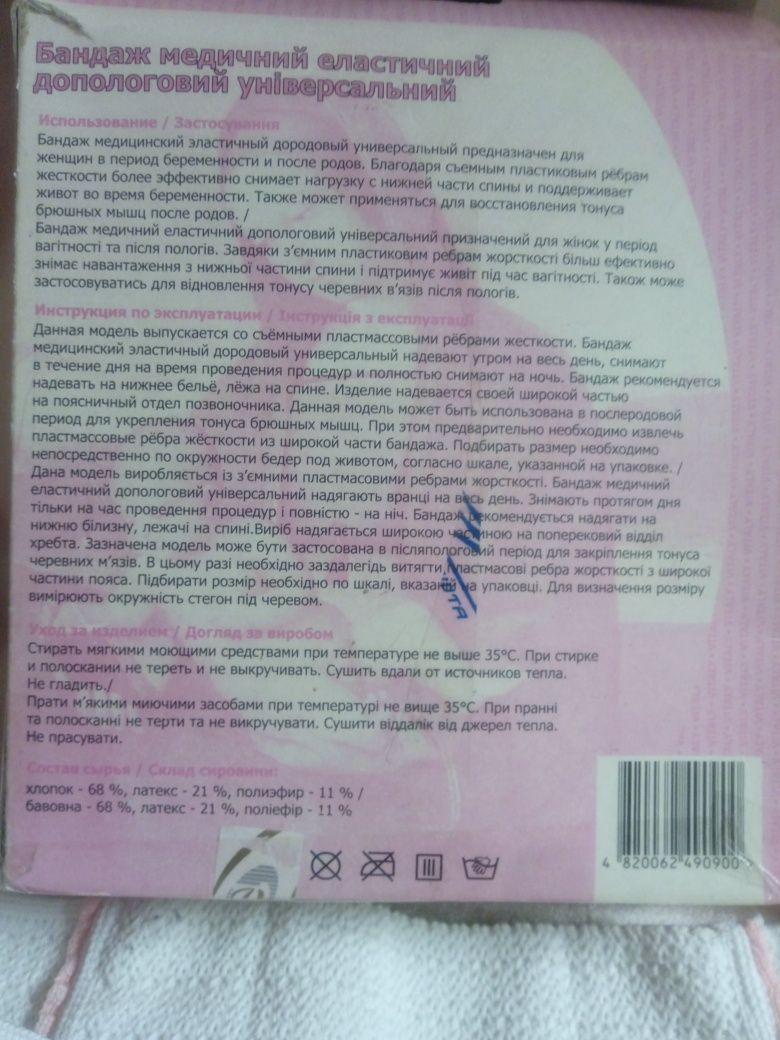 Бандаж медичний еластичний
допологовий універсальний
Использование / Застосування
Бандаж медицинский эластичный дородовый универсальный предназначен для
женщин в период беременности и после родов. Благодаря съемным пластиковым рёбрам
жесткости более эффективно снимает нагрузку с нижней части спины и поддерживает
живот во время беременности. Также может применяться для восстановления тонуса
брюшных мышц после родов. /
Бандаж медичний еластичний допологовий універсальний призначений для жінок у період
вагітності та після пологів. Завдяки з’ємним пластиковим ребрам жорсткості більш ефективно
знімає навантаження з нижньої частини спини і підтримує живіт під час вагітності. Також може
застосовуватись для відновлення тонусу черевних в’язів після пологів.
Инструкция по эксплуатации / Інструкція з експлуатації
Данная модель выпускается со съёмными пластмассовыми рёбрами жесткости. Бандаж
медицинский эластичный дородовый универсальный надевают утром на весь день, снимают
в течение дня на время проведения процедур и полностью снимают на ночь. Бандаж рекомендуется
надевать на нижнее бельё, лёжа на спине. Изделие надевается своей широкой частью
на поясничный отдел позвоночника. Данная модель может быть использована в послеродовой
период для укрепления тонуса брюшных мышц. При этом предварительно необходимо извлечь
пластмассовые рёбра жёсткости из широкой части бандажа. Подбирать размер необходимо
непосредственно по окружности бедер под животом, согласно шкале, указанной на упаковке. /
Дана модель виробляється із з’ємними пластмасовими ребрами жорсткості. Бандаж медичний
еластичний допологовий універсальний надягають вранці на весь день. Знімають протягом дня
тільки на час проведення процедур і повністю - на ніч. Бандаж рекомендується надягати на
нижню білизну, лежачі на спині.Виріб надягається широкою частиною на поперековий відділ
хребта. Зазначена модель може бути застосована в післяпологовий період для закріплення тонуса
черевних м’язів. В цьому разі необхідно заздалегідь витягти пластмасові ребра жорсткості з широкої
частини пояса. Підбирати розмір необхідно по шкалі, вказаній на упаковці. Для визначення розміру
вимірюють окружність стегон під черевом.
Уход за изделием / Догляд за виробом
Стирать мягкими моющими средствами при температуре не выше 35°С. При стирке
и полоскании не тереть и не выкручивать. Сушить вдали от источников тепла.
Не гладить./
Прати м’якими миючими засобами при температурі не вище 35°С. При пранні
та полосканні не терти та не викручувати. Сушити віддалік від джерел тепла.
Не прасувати.
Состав сырья / Склад сировини:
хлопок - 68 %, латекс - 21 %, полиэфир - 11 % /
бавовна - 68 %, латекс - 21 %, поліефір - 11 %
4 820062 490900